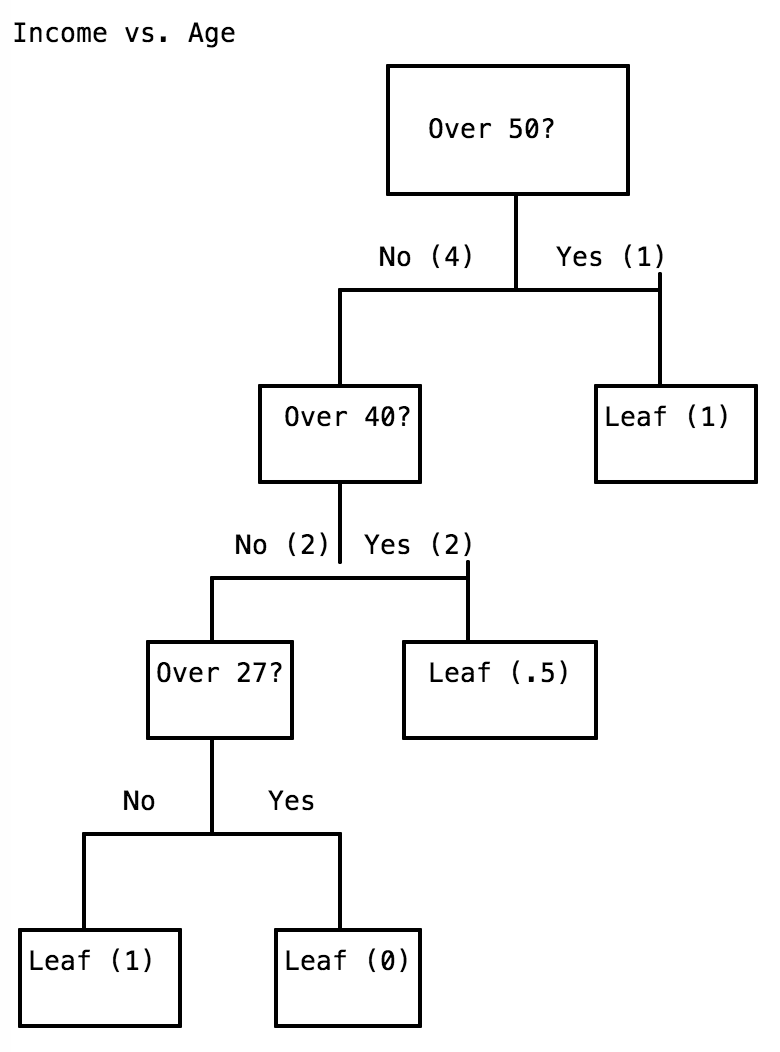 Income vs. Age
Over 50?
No (4)
Yes (1)
Over 40?
Leaf (1)
No (2)
Yes (2)
Over 27?
Leaf (.5)
No
Yes
Leaf (1)
Leaf (0)